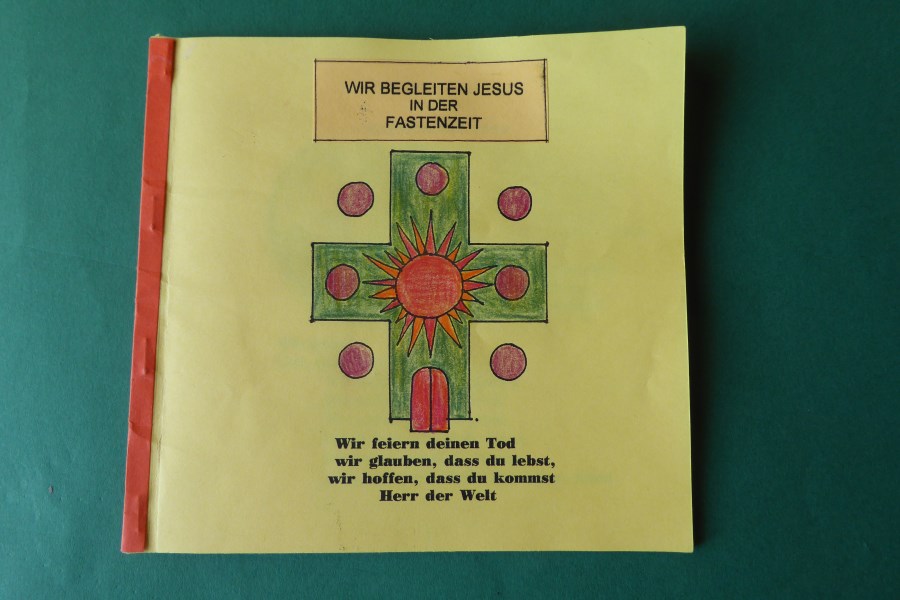 WIR BEGLEITEN JESUS
IN DER
FASTENZEIT
Wir feiern deinen Tod
wir glauben, dass du lebst,
wir hoffen, dass du kommst
Herr der Welt